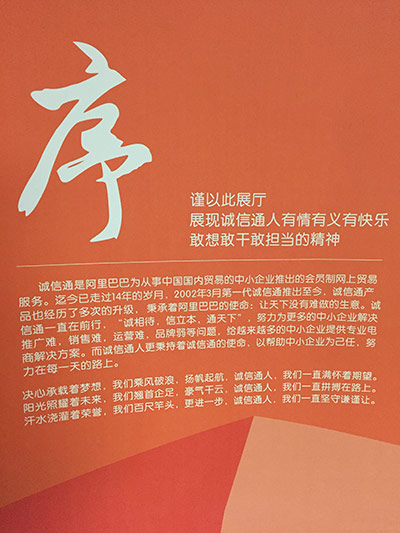 序
谨以此展厅
展现诚信通人有情有义有快乐
敢想敢干敢担当的精神
诚信通是阿里巴巴为从事中国国内贸易的中小企业推出的会员制网上贸易
服务。迄今已走过14年的岁月，2002年3月第一代诚信通推出至今，诚信通产
品也经历了多次的升级，秉承着阿里巴巴的使命：让天下没有难做的生意。诚
信通一直在前行，“诚相待，信立本，通天下”，努力为更多的中小企业解决
推广难、销售难，运营难，品牌弱等问题，给越来越多的中小企业提供专业电
商解决方案。而诚信通人更秉持着诚信通的使命，以帮助中小企业为己任，努
力在每一天的路上。
决心承载着梦想，我们乘风破浪，扬帆起航，诚信通人，我们一直满怀着期望。
阳光照耀着未来，我们翘首企足，豪气干云，诚信通人，我们一直拼搏在路上。
汗水浇灌着荣誉，我们百尺竿头，更进一步，诚信通人，我们一直坚守谦谨让。